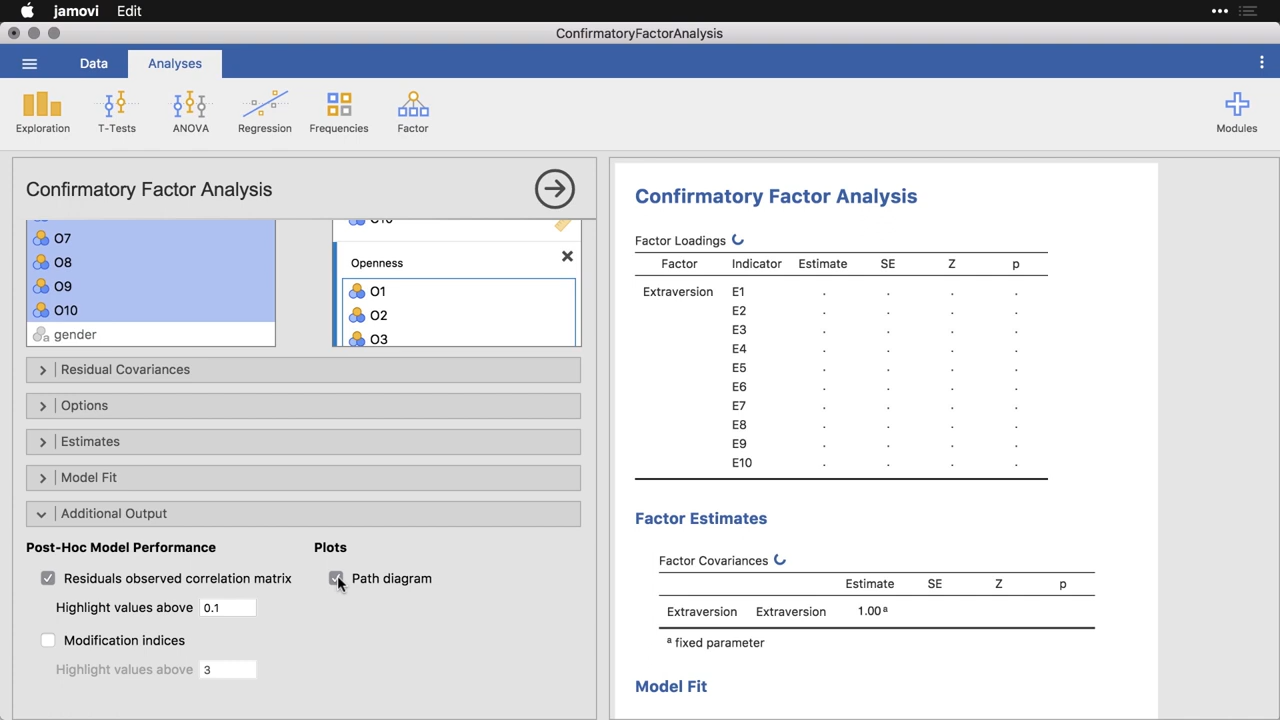 jamovi Edit
ConfirmatoryFactorAnalysis
Data Analyses
Exploration T-Tests ANOVA Regression Frequencies Factor Modules
Confirmatory Factor Analysis
O7
O8
O9
O10
gender
Openness
O1
O2
O3
Residual Covariances
Options
Estimates
Model Fit
Additional Output
Post-Hoc Model Performance
Plots
Residuals observed correlation matrix
Path diagram
Highlight values above 0.1
Modification indices
Highlight values above 3
Confirmatory Factor Analysis
Factor Loadings
Factor Indicator Estimate SE Z p
Extraversion E1 . . . .
E2 . . . .
E3 . . . .
E4 . . . .
E5 . . . .
E6 . . . .
E7 . . . .
E8 . . . .
E9 . . . .
E10 . . . .
Factor Estimates
Factor Covariances
Estimate SE Z p
Extraversion Extraversion 1.00ᵃ
ᵃ fixed parameter
Model Fit